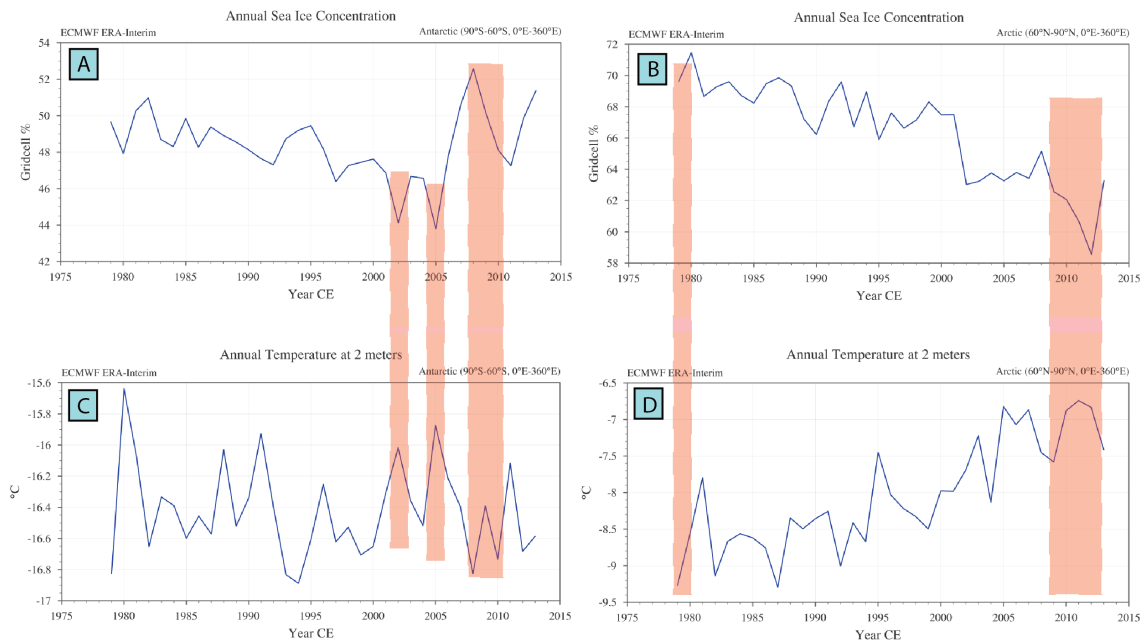 Annual Sea Ice Concentration
ECMWF ERA-Interim
Antarctic (90°S-60°S, 0°E-360°E)
A
54
52
50
48
46
44
42
Gridcell %
1975 1980 1985 1990 1995 2000 2005 2010 2015
Year CE
Annual Sea Ice Concentration
ECMWF ERA-Interim
Arctic (60°N-90°N, 0°E-360°E)
B
72
70
68
66
64
62
60
58
Gridcell %
1975 1980 1985 1990 1995 2000 2005 2010 2015
Year CE
Annual Temperature at 2 meters
ECMWF ERA-Interim
Antarctic (90°S-60°S, 0°E-360°E)
C
-15.6
-15.8
-16
-16.2
-16.4
-16.6
-16.8
-17
°C
1975 1980 1985 1990 1995 2000 2005 2010 2015
Year CE
Annual Temperature at 2 meters
ECMWF ERA-Interim
Arctic (60°N-90°N, 0°E-360°E)
D
-6.5
-7
-7.5
-8
-8.5
-9
-9.5
°C
1975 1980 1985 1990 1995 2000 2005 2010 2015
Year CE